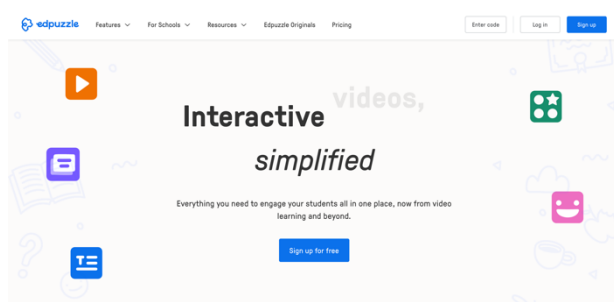 edpuzzle Features For Schools Resources Edpuzzle Originals Pricing Enter code Log in Sign up
Interactive videos,
simplified
Everything you need to engage your students all in one place, now from video
learning and beyond.
Sign up for free